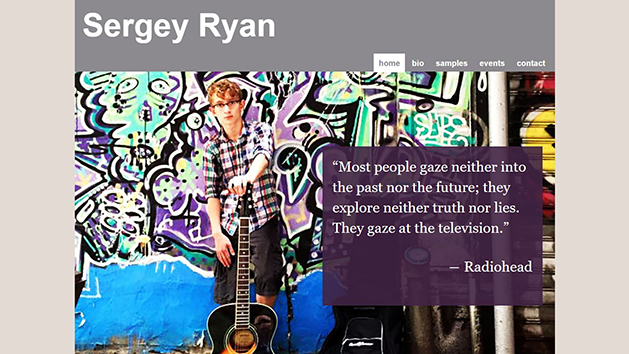 Sergey Ryan
home bio samples events contact
“Most people gaze neither into
the past nor the future; they
explore neither truth nor lies.
They gaze at the television.”
— Radiohead